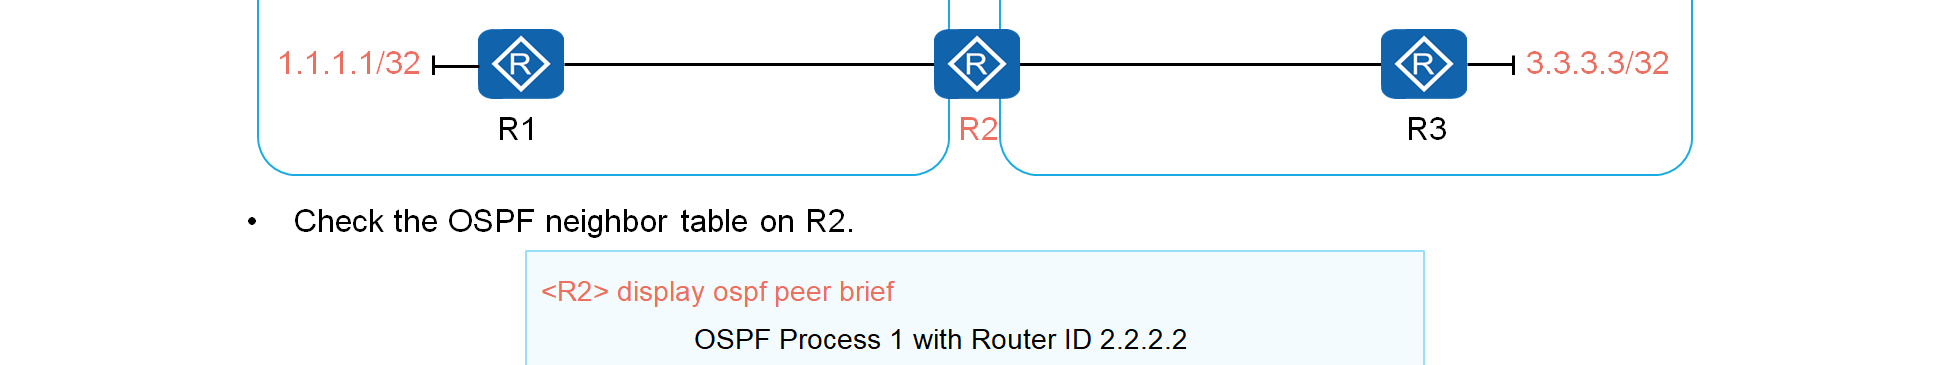 1.1.1.1/32 R R R 3.3.3.3/32
R1 R2 R3
• Check the OSPF neighbor table on R2.
<R2> display ospf peer brief
OSPF Process 1 with Router ID 2.2.2.2